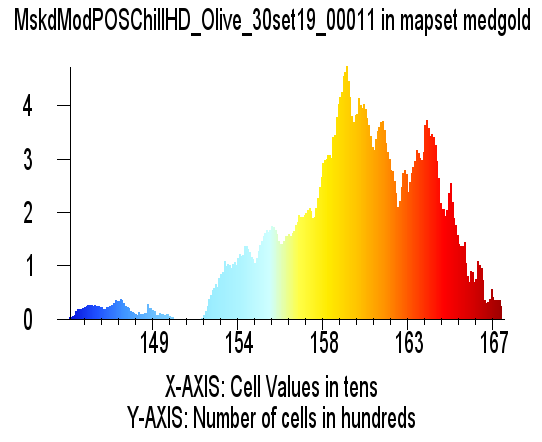 MskdModPOSChillHD_Olive_30set19_00011 in mapset medgold
4
3
2
1
0
149 154 158 163 167
X-AXIS: Cell Values in tens
Y-AXIS: Number of cells in hundreds